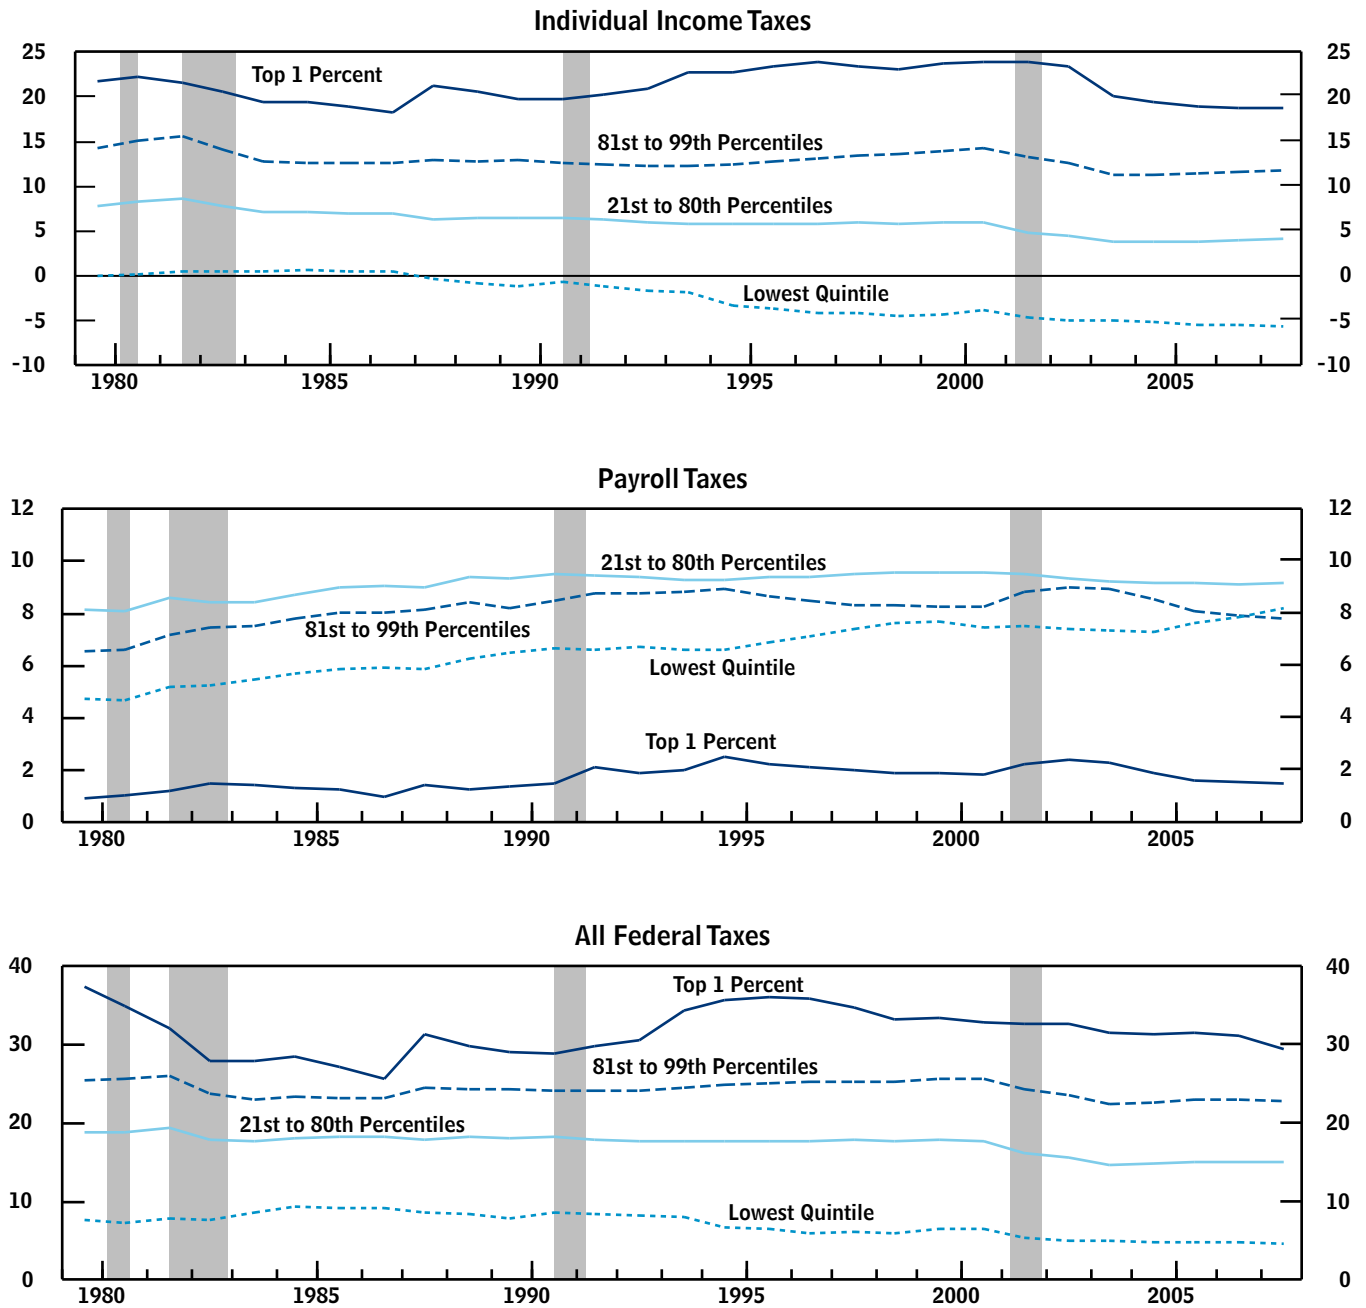 Individual Income Taxes
25 25
Top 1 Percent
20 20
15 81st to 99th Percentiles 15
10 10
21st to 80th Percentiles
5 5
0 0
Lowest Quintile
-5 -5
-10 -10
1980 1985 1990 1995 2000 2005
Payroll Taxes
12 12
10 21st to 80th Percentiles 10
8 8
81st to 99th Percentiles
6 Lowest Quintile 6
4 4
Top 1 Percent
2 2
0 0
1980 1985 1990 1995 2000 2005
All Federal Taxes
40 40
Top 1 Percent
30 30
81st to 99th Percentiles
20 20
21st to 80th Percentiles
10 10
Lowest Quintile
0 0
1980 1985 1990 1995 2000 2005